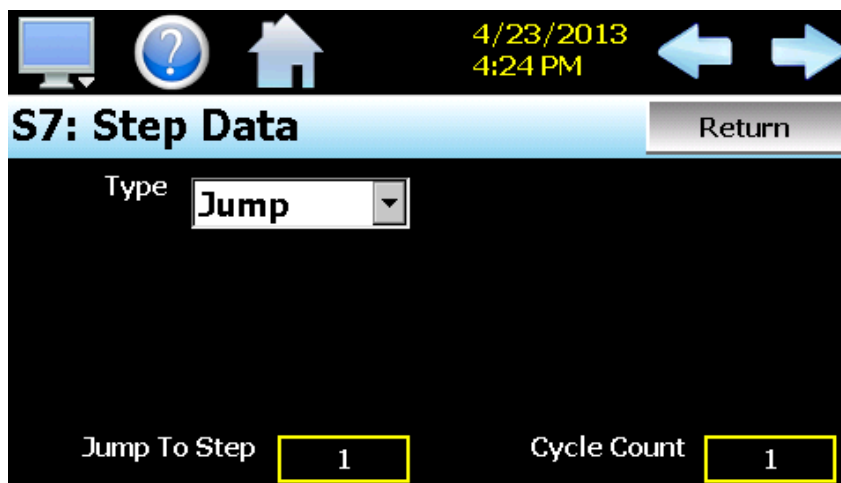 4/23/2013
4:24 PM
S7: Step Data
Return
Type
Jump
Jump To Step
1
Cycle Count
1